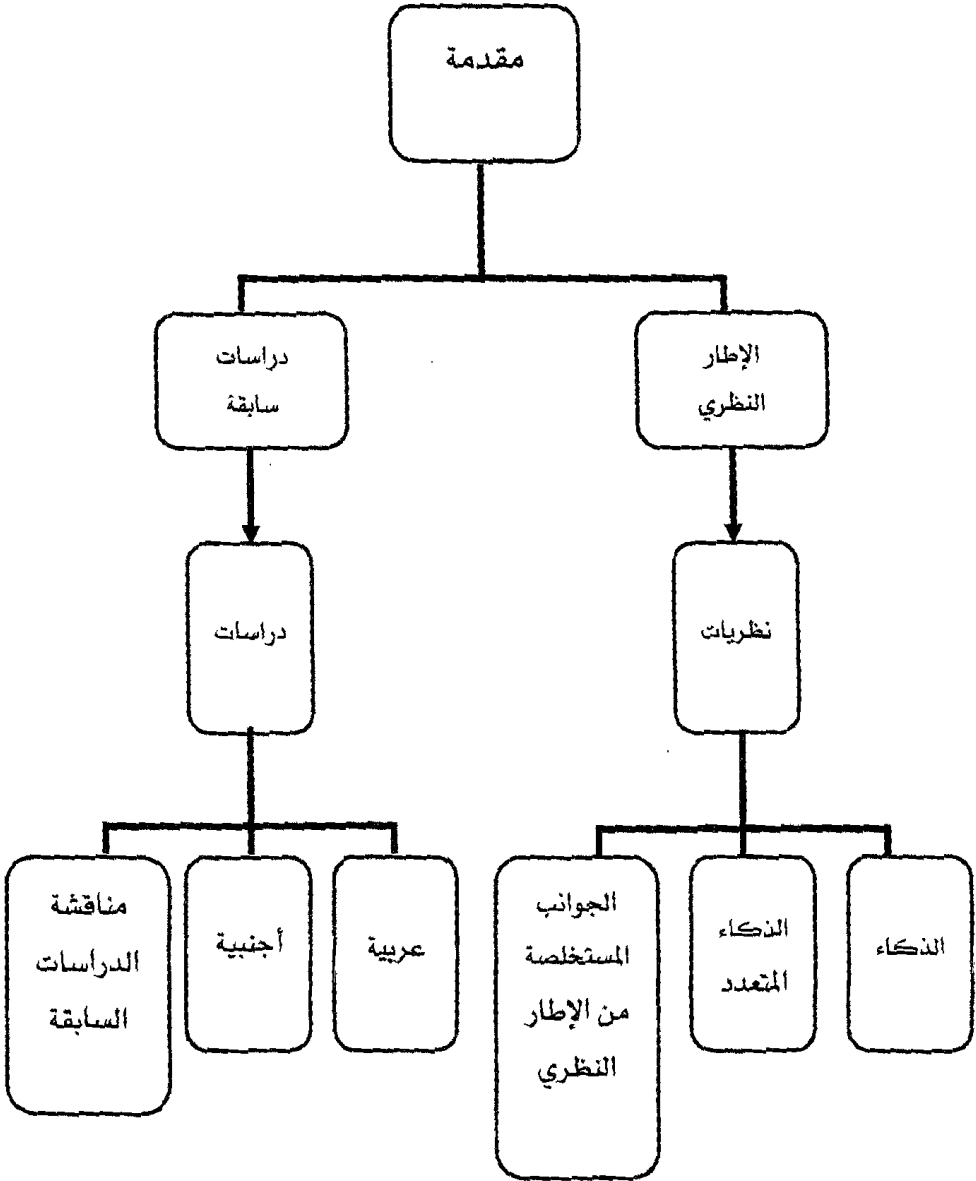 مقدمة
الإطار
النظري
دراسات
سابقة
نظريات
دراسات
الذكاء
الذكاء
المتعدد
الجوانب
المستخلصة
من الإطار
النظري
عربية
أجنبية
مناقشة
الدراسات
السابقة